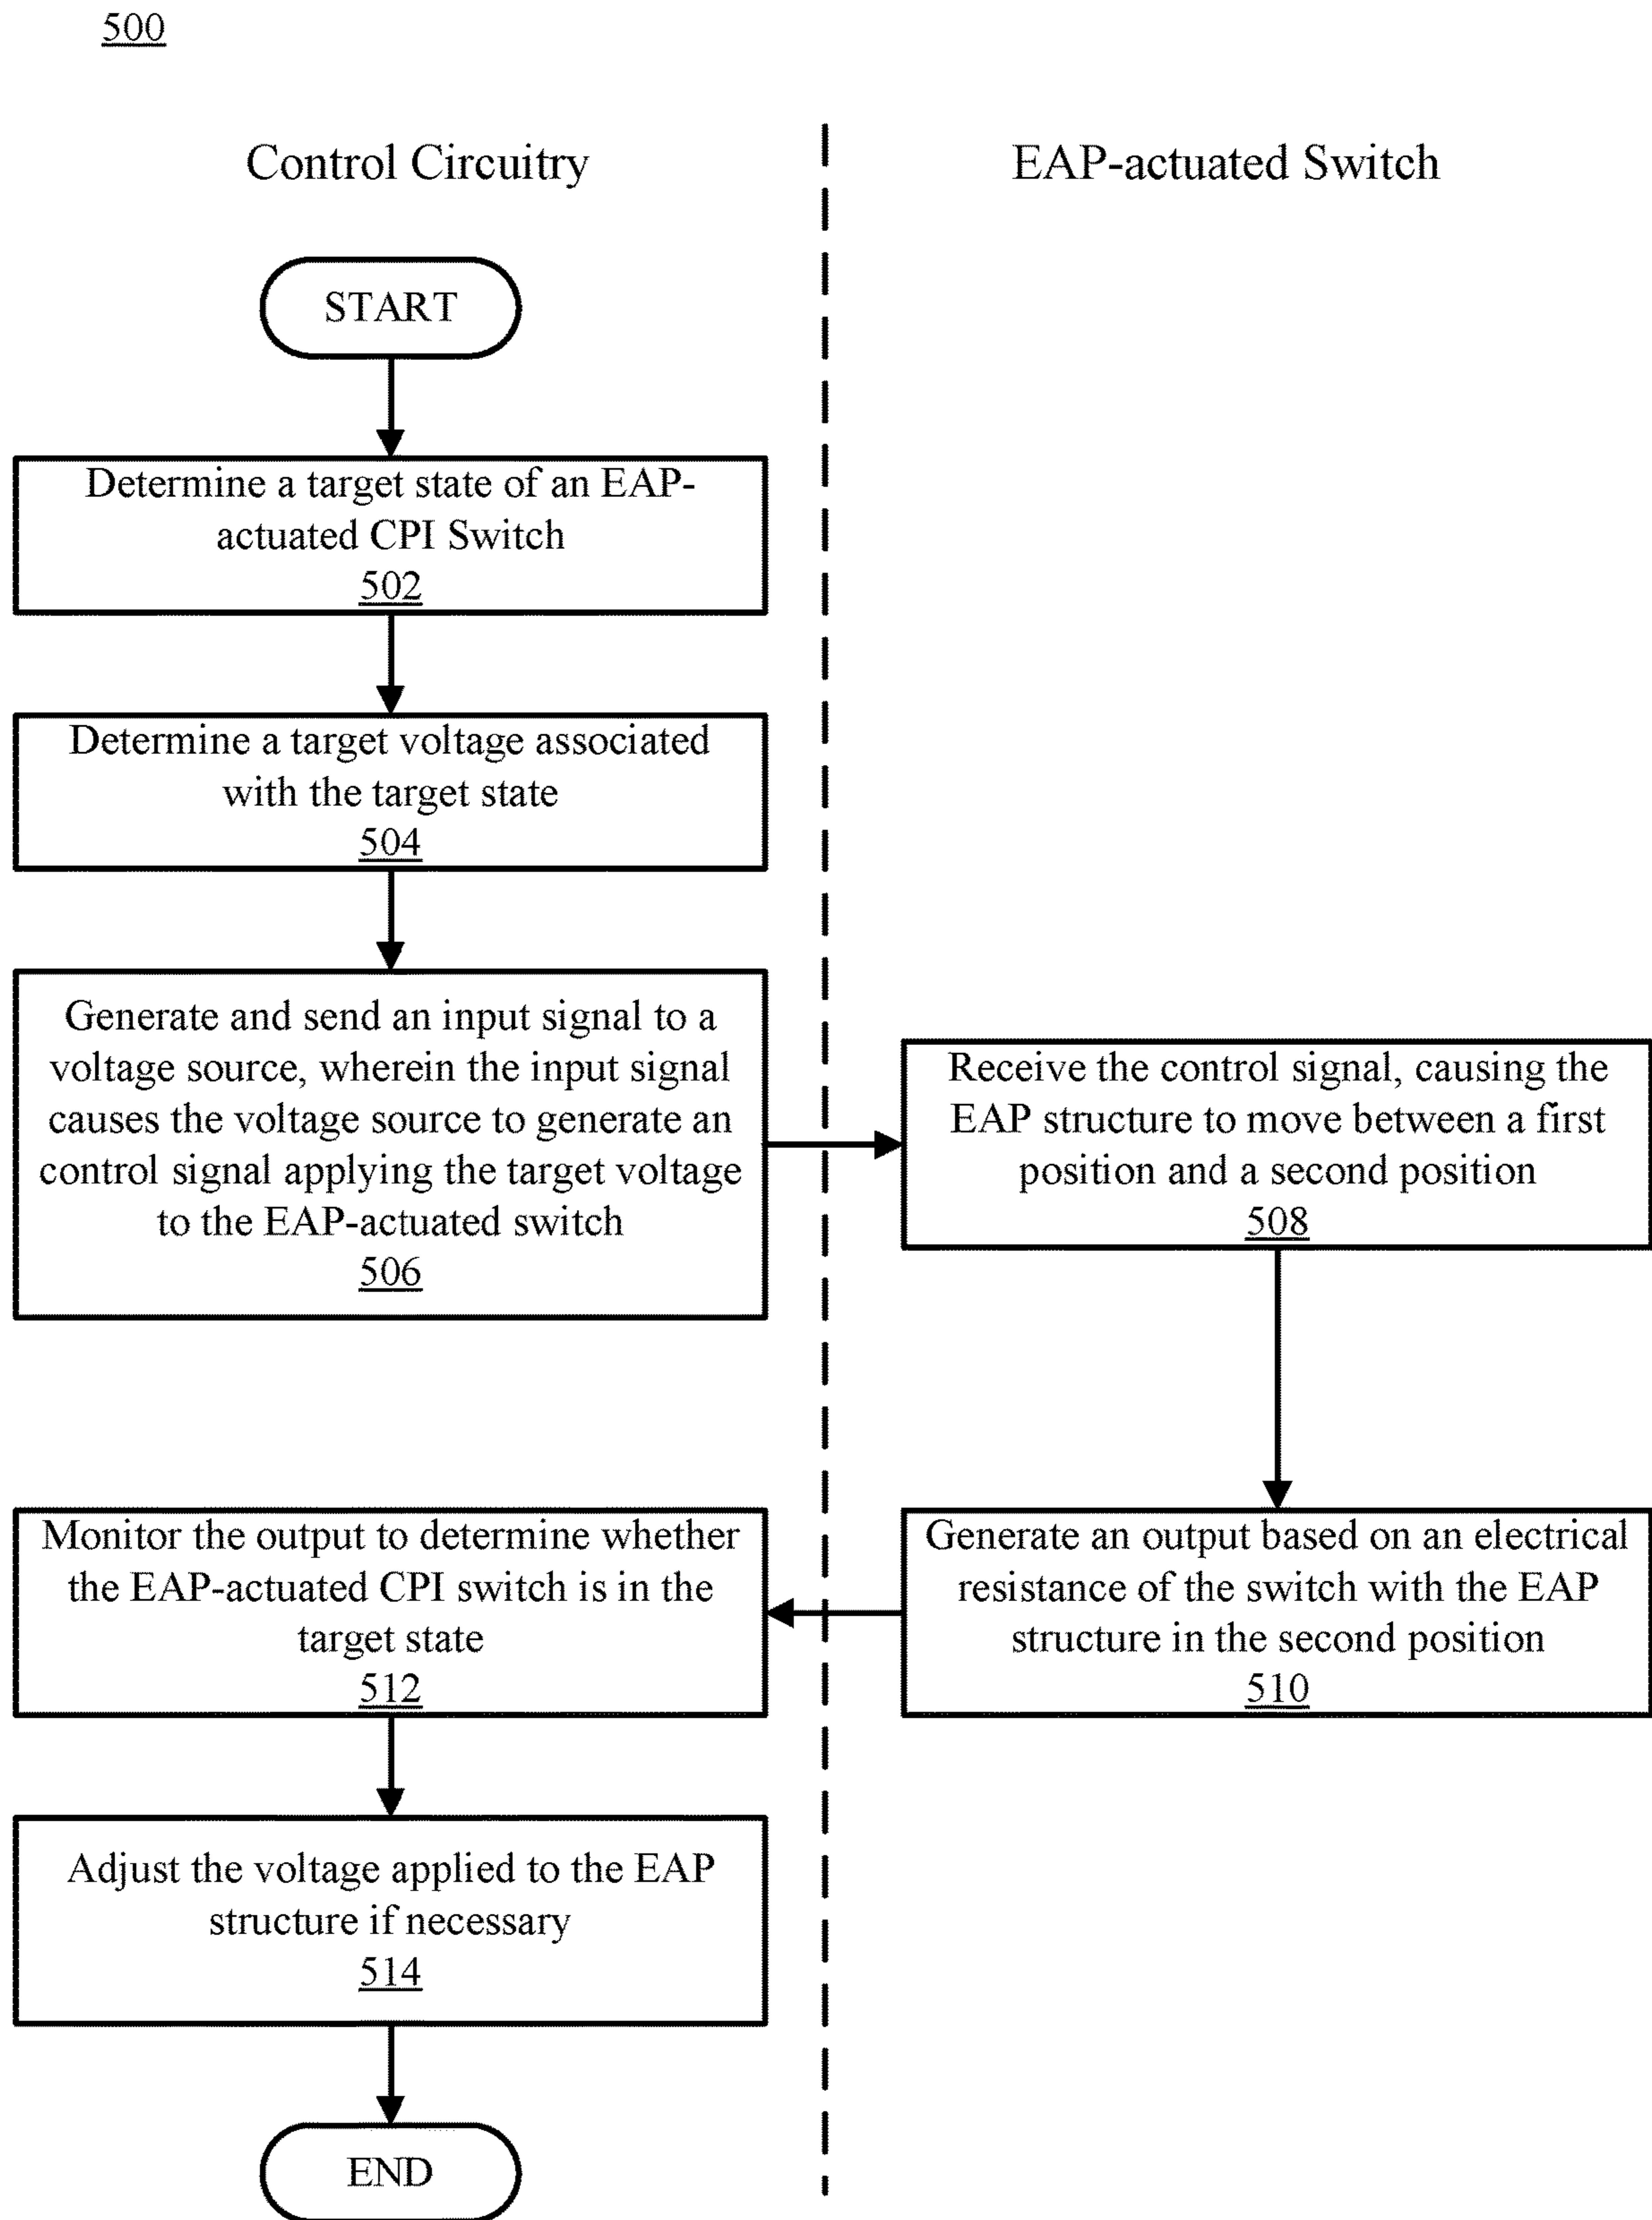 500
Control Circuitry
EAP-actuated Switch
START
Determine a target state of an EAP-
actuated CPI Switch
502
Determine a target voltage associated
with the target state
504
Generate and send an input signal to a
voltage source, wherein the input signal
causes the voltage source to generate an
control signal applying the target voltage
to the EAP-actuated switch
506
Receive the control signal, causing the
EAP structure to move between a first
position and a second position
508
Generate an output based on an electrical
resistance of the switch with the EAP
structure in the second position
510
Monitor the output to determine whether
the EAP-actuated CPI switch is in the
target state
512
Adjust the voltage applied to the EAP
structure if necessary
514
END